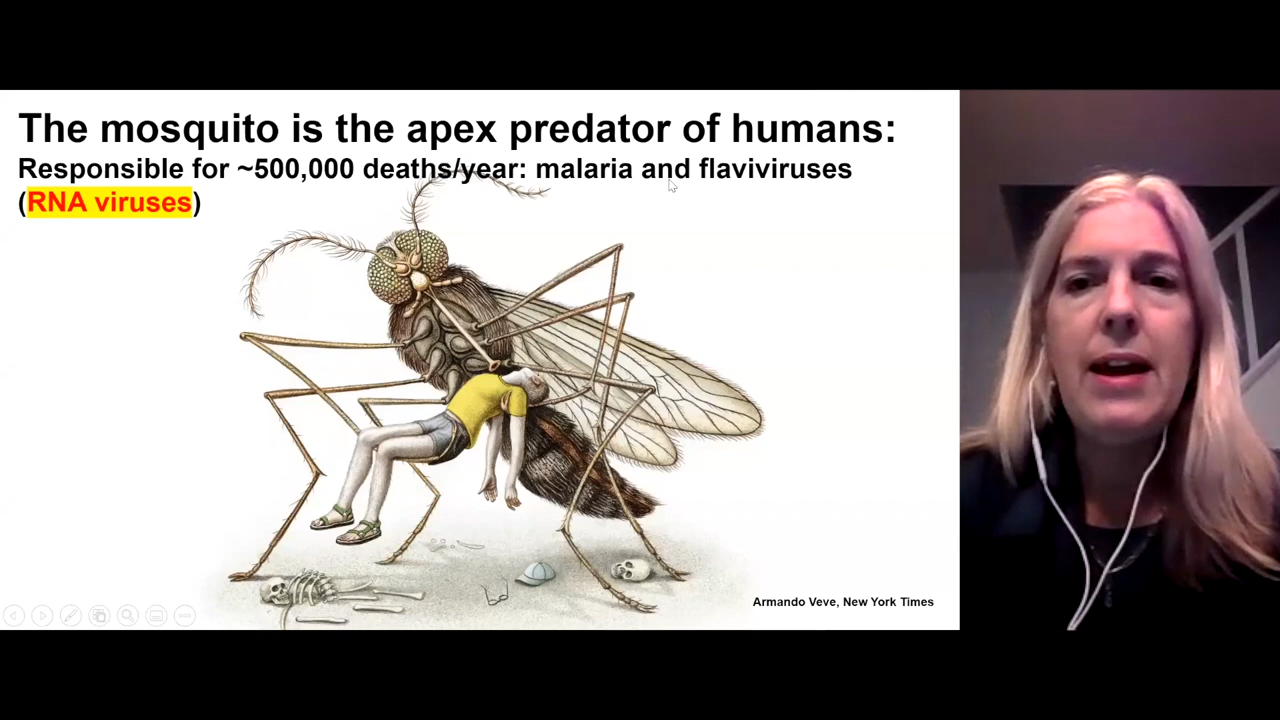 The mosquito is the apex predator of humans:
Responsible for ~500,000 deaths/year: malaria and flaviviruses
(RNA viruses)
Armando Veve, New York Times